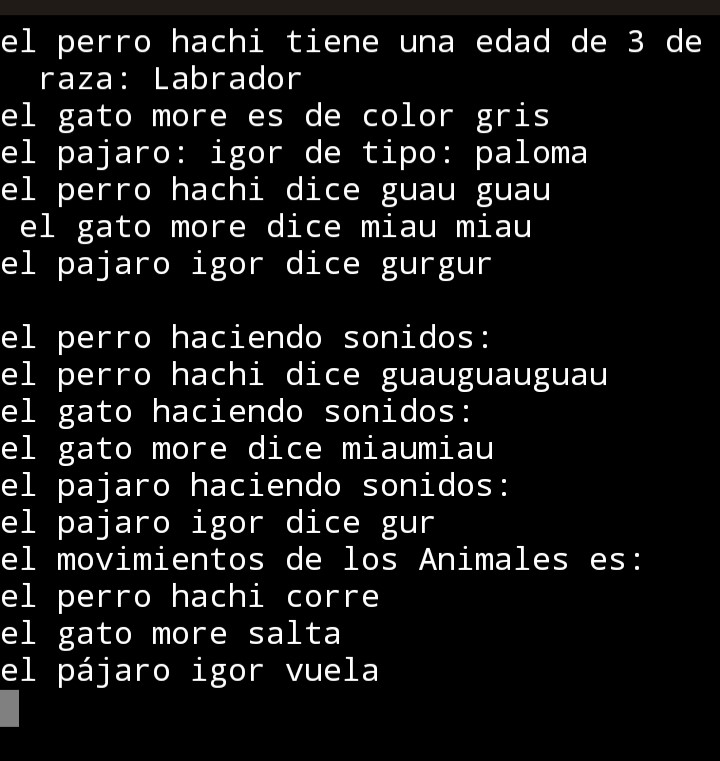 el perro hachi tiene una edad de 3 de
raza: Labrador
el gato more es de color gris
el pajaro: igor de tipo: paloma
el perro hachi dice guau guau
el gato more dice miau miau
el pajaro igor dice gurgur
el perro haciendo sonidos:
el perro hachi dice guauguauguau
el gato haciendo sonidos:
el gato more dice miaumiau
el pajaro haciendo sonidos:
el pajaro igor dice gur
el movimientos de los Animales es:
el perro hachi corre
el gato more salta
el pájaro igor vuela